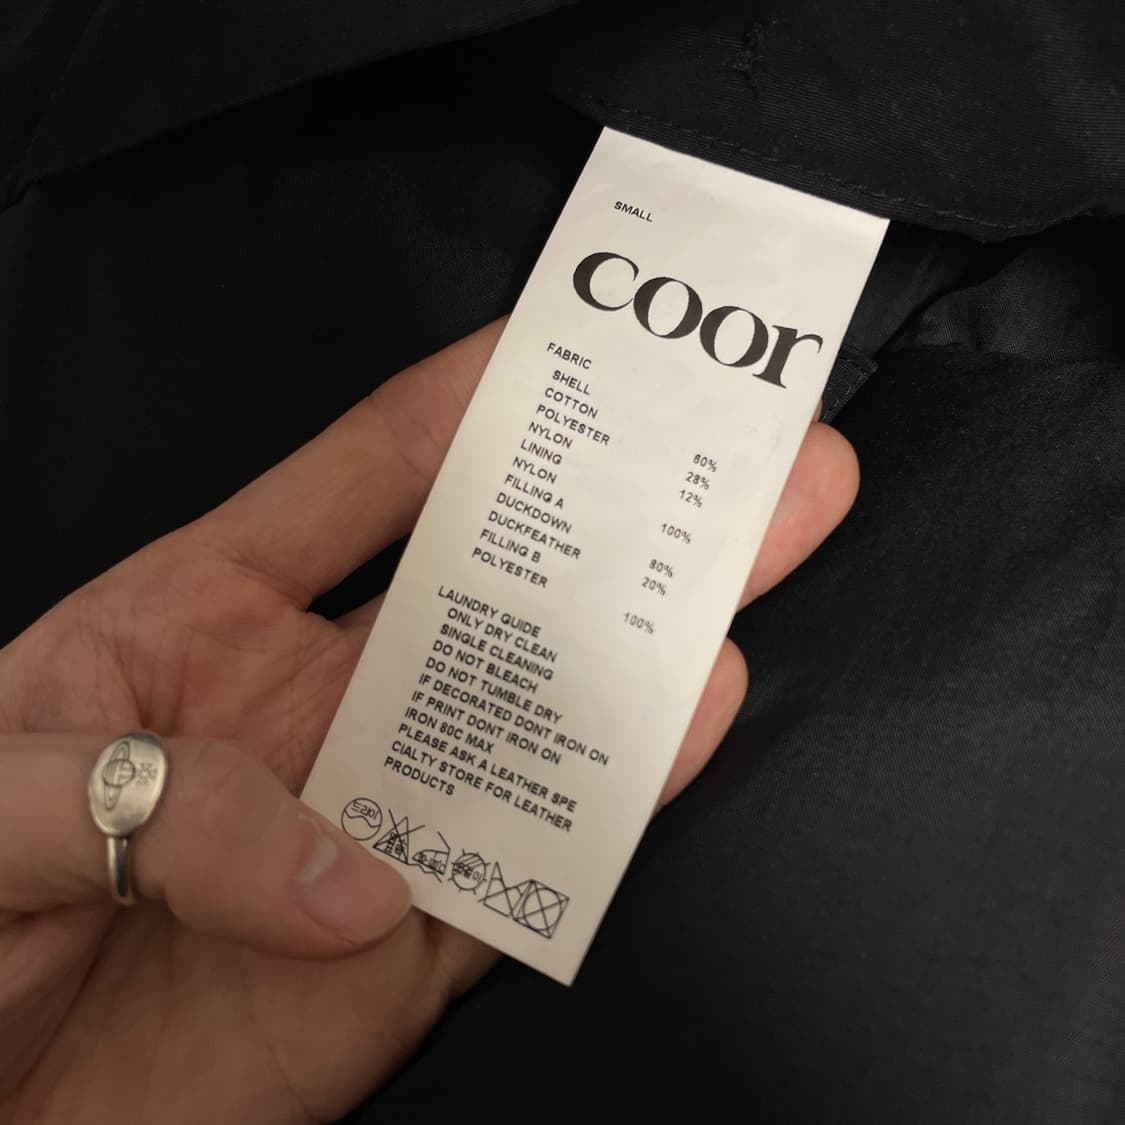 SMALL
coor
FABRIC
SHELL
COTTON 60%
POLYESTER 28%
NYLON 12%
LINING
NYLON 100%
FILLING A
DUCKDOWN 80%
DUCKFEATHER 20%
FILLING B
POLYESTER 100%
LAUNDRY GUIDE
ONLY DRY CLEAN
SINGLE CLEANING
DO NOT BLEACH
DO NOT TUMBLE DRY
IF DECORATED DONT IRON ON
IF PRINT DONT IRON ON
IRON 80C MAX
PLEASE ASK A LEATHER SPE
CIALTY STORE FOR LEATHER
PRODUCTS
드라이